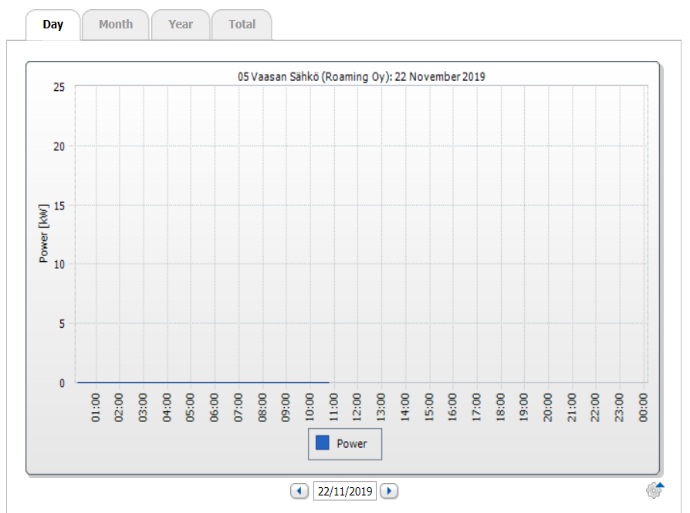 Day Month Year Total
05 Vaasan Sähkö (Roaming Oy): 22 November 2019
25
20
15
10
5
0
Power [kW]
01:00 02:00 03:00 04:00 05:00 06:00 07:00 08:00 09:00 10:00 11:00 12:00 13:00 14:00 15:00 16:00 17:00 18:00 19:00 20:00 21:00 22:00 23:00 00:00
Power
22/11/2019